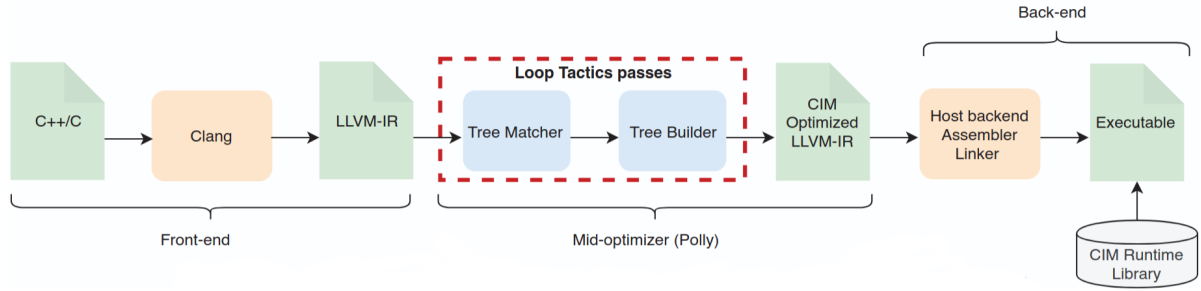 Back-end
Loop Tactics passes
C++/C
Clang
LLVM-IR
Tree Matcher
Tree Builder
CIM
Optimized
LLVM-IR
Host backend
Assembler
Linker
Executable
Front-end
Mid-optimizer (Polly)
CIM Runtime
Library